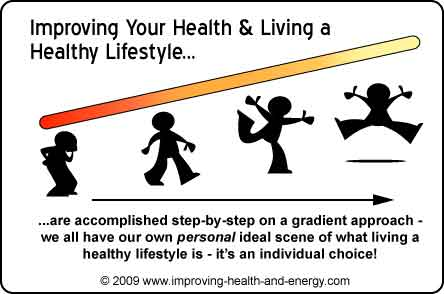 Improving Your Health & Living a
Healthy Lifestyle...
...are accomplished step-by-step on a gradient approach -
we all have our own personal ideal scene of what living a
healthy lifestyle is - it's an individual choice!
© 2009 www.improving-health-and-energy.com